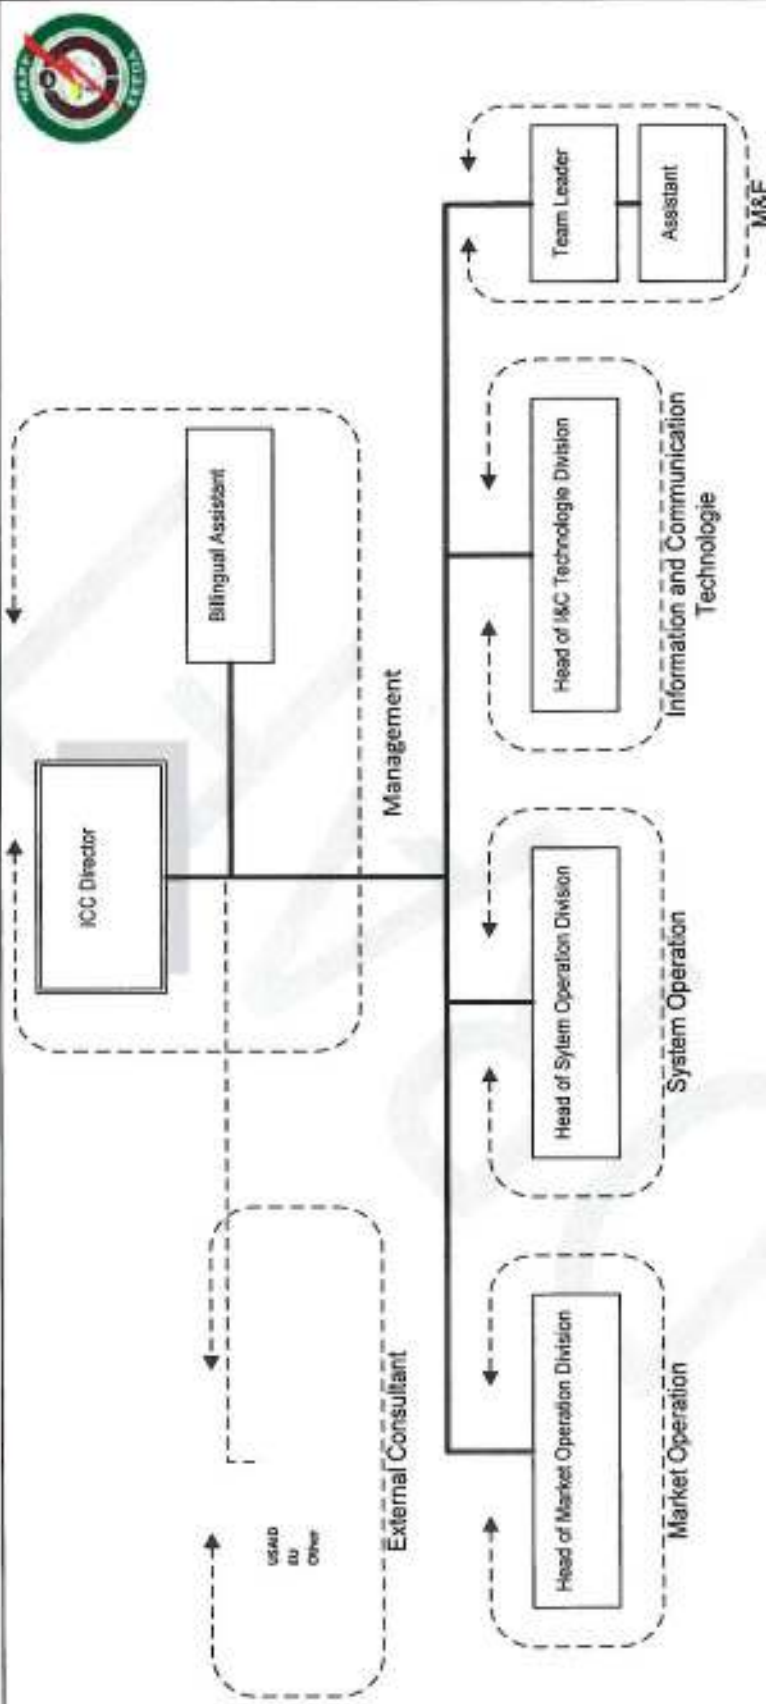 ICC Director
Billingual Assistant
Management
USAID
EU
Other
External Consultant
Head of Market Operation Division
Market Operation
Head of Sytem Operation Division
System Operation
Head of I&C Technologie Division
Information and Communication
Technologie
Team Leader
Assistant
M&E